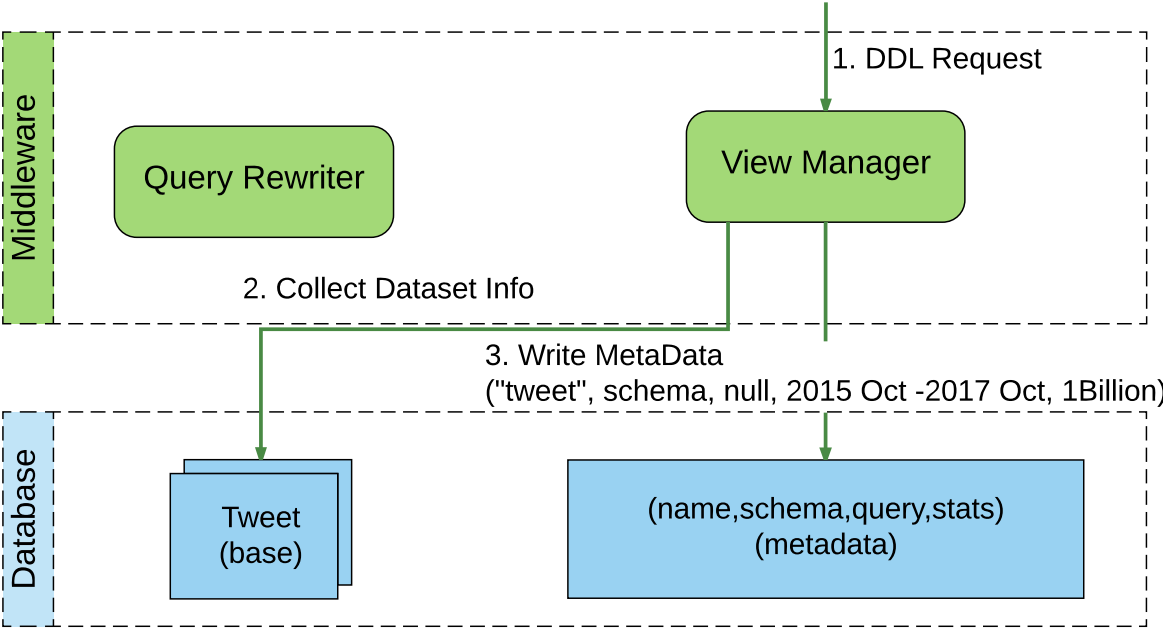 Middleware
1. DDL Request
Query Rewriter
View Manager
2. Collect Dataset Info
3. Write MetaData
("tweet", schema, null, 2015 Oct -2017 Oct, 1Billion)
Database
Tweet
(base)
(name,schema,query,stats)
(metadata)